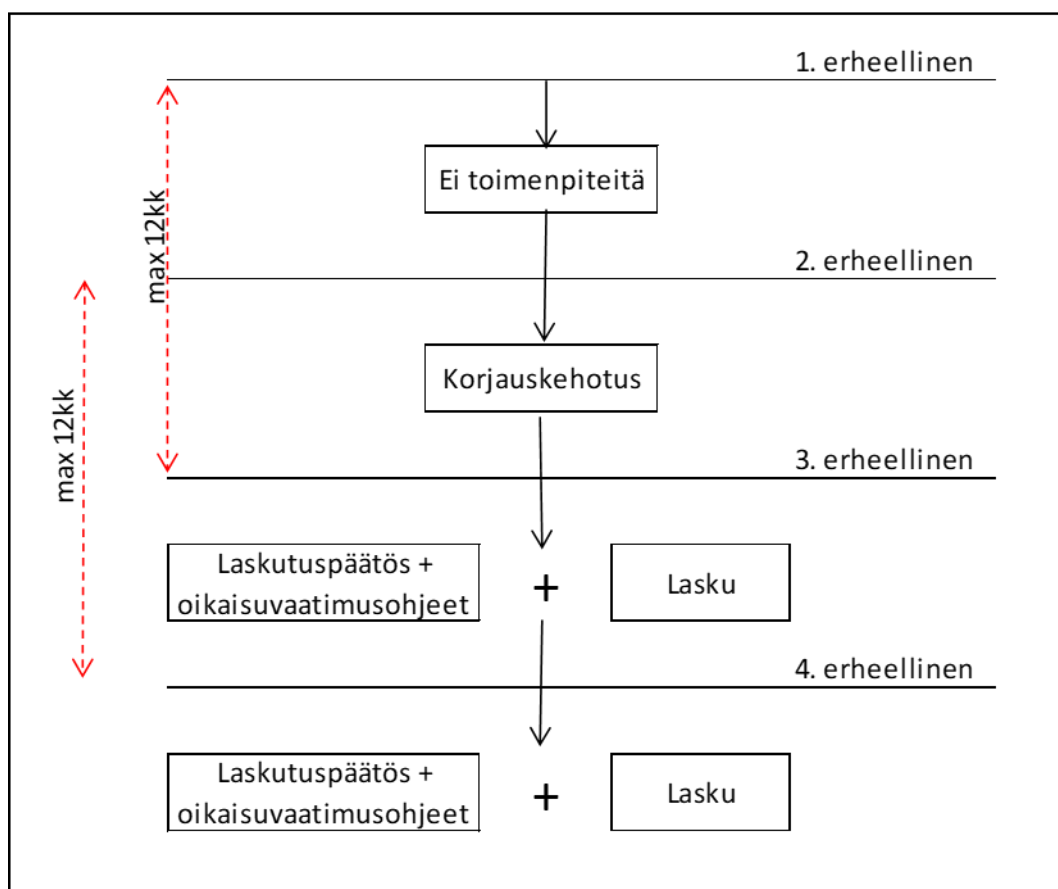 1. erheellinen
Ei toimenpiteitä
max 12kk
2. erheellinen
Korjauskehotus
max 12kk
3. erheellinen
Laskutuspäätös +
oikaisuvaatimusohjeet
+
Lasku
4. erheellinen
Laskutuspäätös +
oikaisuvaatimusohjeet
+
Lasku